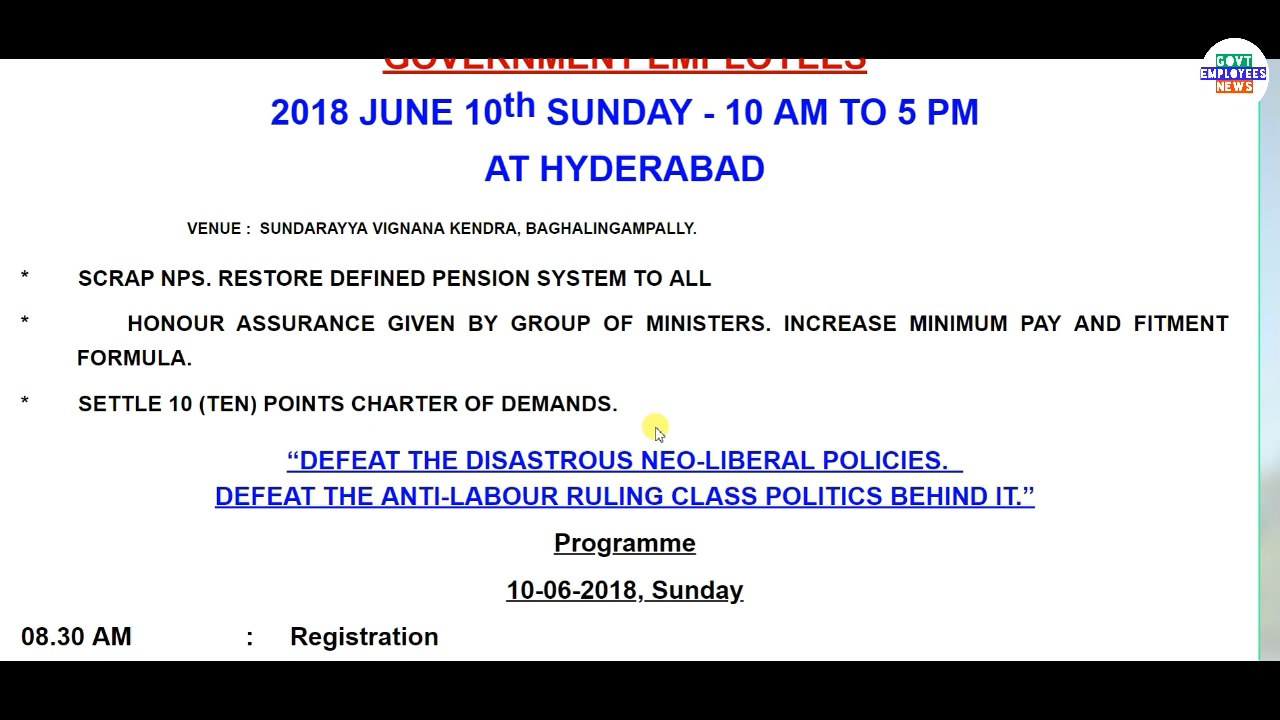 GOVERNMENT EMPLOYEES
2018 JUNE 10th SUNDAY - 10 AM TO 5 PM
AT HYDERABAD
VENUE : SUNDARAYYA VIGNANA KENDRA, BAGHALINGAMPALLY.
* SCRAP NPS. RESTORE DEFINED PENSION SYSTEM TO ALL
* HONOUR ASSURANCE GIVEN BY GROUP OF MINISTERS. INCREASE MINIMUM PAY AND FITMENT
FORMULA.
* SETTLE 10 (TEN) POINTS CHARTER OF DEMANDS.
“DEFEAT THE DISASTROUS NEO-LIBERAL POLICIES.
DEFEAT THE ANTI-LABOUR RULING CLASS POLITICS BEHIND IT.”
Programme
10-06-2018, Sunday
08.30 AM : Registration
GOVT
EMPLOYEES
NEWS